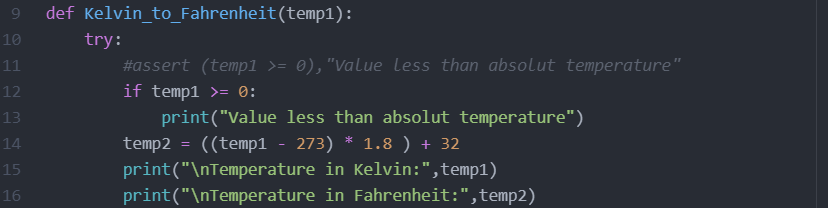 9 def Kelvin_to_Fahrenheit(temp1):
10 try:
11 #assert (temp1 >= 0),"Value less than absolut temperature"
12 if temp1 >= 0:
13 print("Value less than absolut temperature")
14 temp2 = ((temp1 - 273) * 1.8 ) + 32
15 print("\nTemperature in Kelvin:",temp1)
16 print("\nTemperature in Fahrenheit:",temp2)